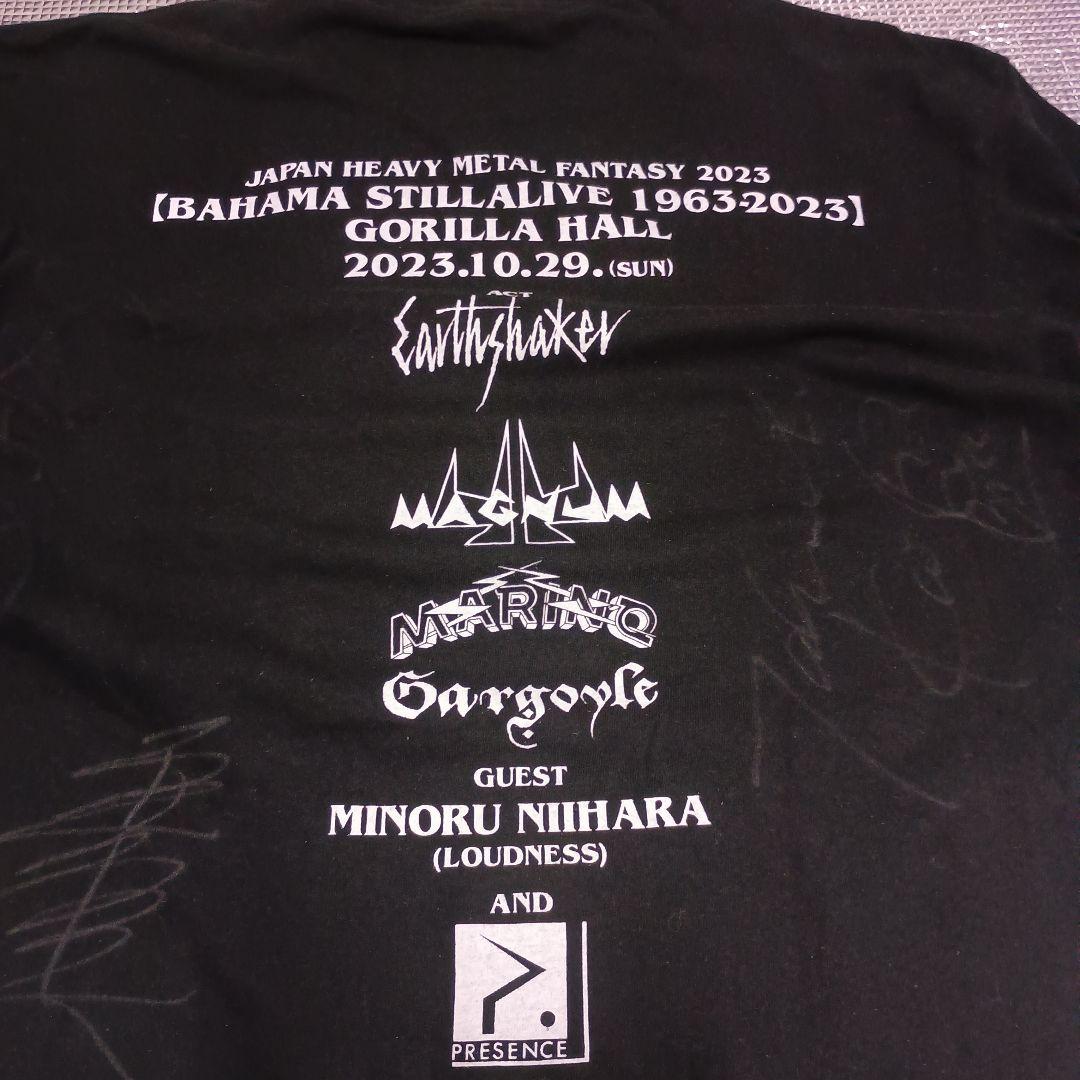 JAPAN HEAVY METAL FANTASY 2023
【BAHAMA STILLALIVE 1963-2023】
GORILLA HALL
2023.10.29.(SUN)
ACT
Earthshaker
MAGNUM
MARINO
Gargoyle
GUEST
MINORU NIIHARA
(LOUDNESS)
AND
P.
PRESENCE